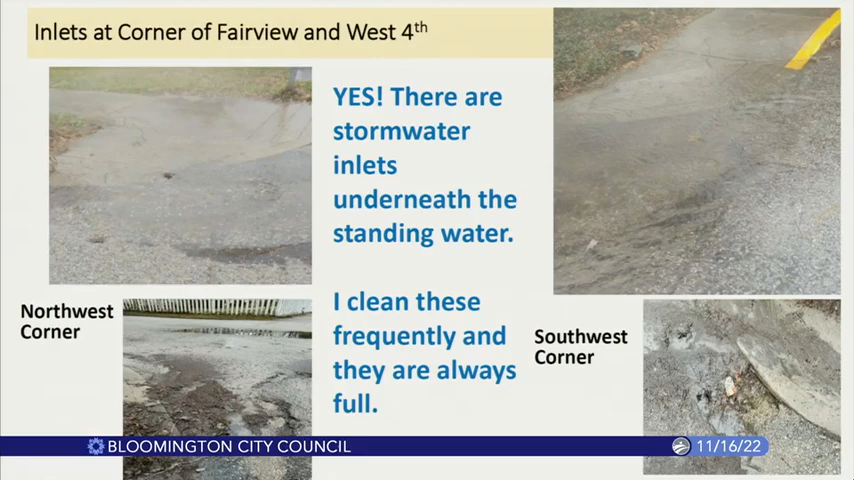 Inlets at Corner of Fairview and West 4th
YES! There are
stormwater
inlets
underneath the
standing water.
I clean these
frequently and
they are always
full.
Northwest
Corner
Southwest
Corner
BLOOMINGTON CITY COUNCIL
11/16/22